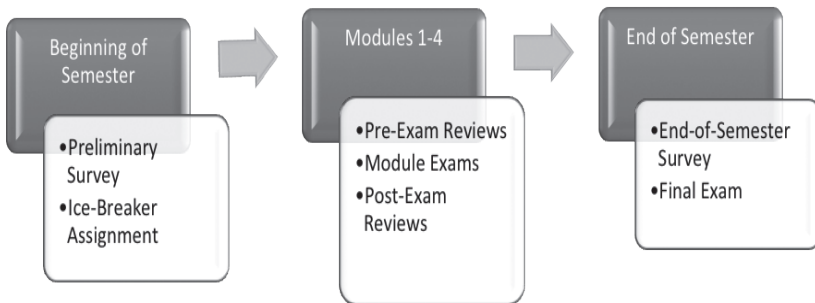 Beginning of
Semester
•Preliminary
Survey
•Ice-Breaker
Assignment
Modules 1-4
•Pre-Exam Reviews
•Module Exams
•Post-Exam
Reviews
End of Semester
•End-of-Semester
Survey
•Final Exam